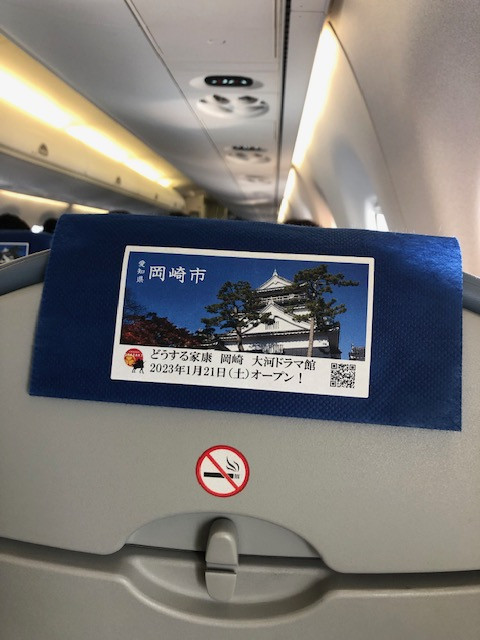 愛知県
岡崎市
どうする家康 岡崎 大河ドラマ館
2023年1月21日(土)オープン!